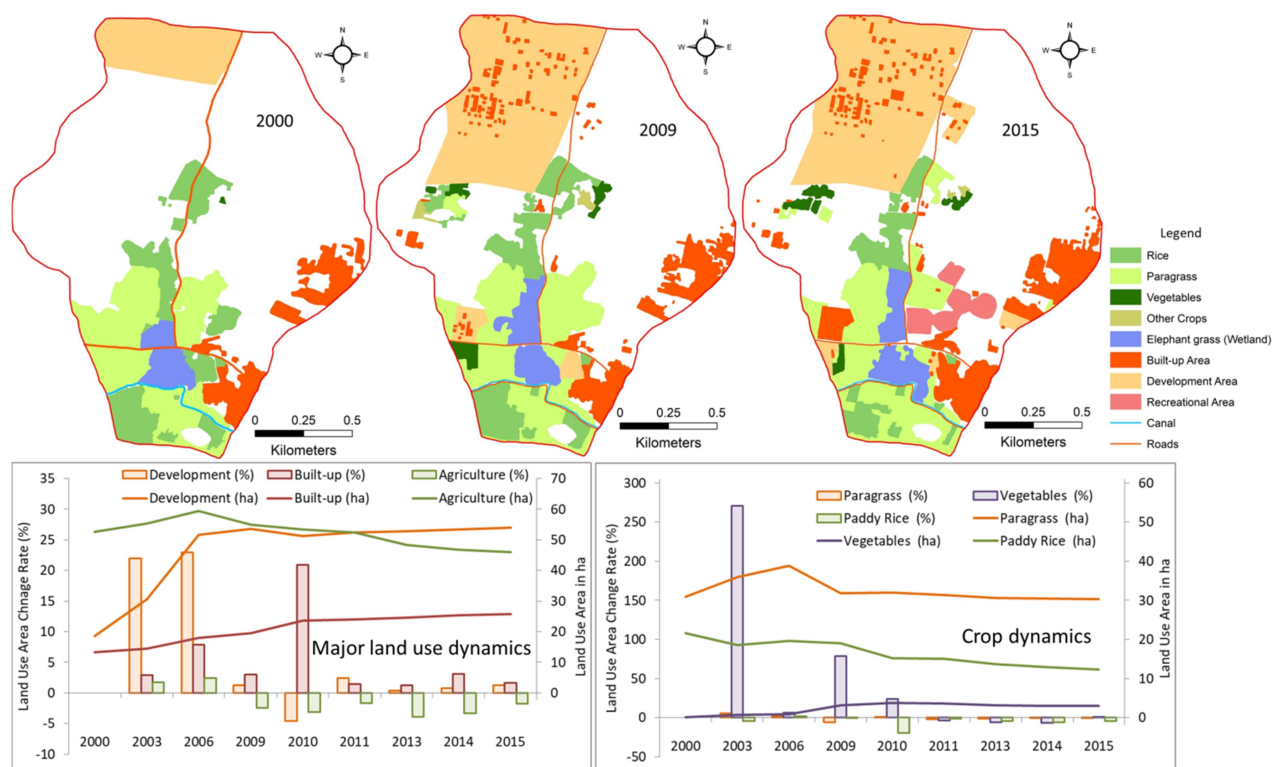 N
W E
S
2000
N
W E
S
2009
N
W E
S
2015
Legend
Rice
Paragrass
Vegetables
Other Crops
Elephant grass (Wetland)
Built-up Area
Development Area
Recreational Area
Canal
Roads
0 0.25 0.5
Kilometers
0 0.25 0.5
Kilometers
0 0.25 0.5
Kilometers
Development (%) Built-up (%) Agriculture (%)
Development (ha) Built-up (ha) Agriculture (ha)
Land Use Area Chnage Rate (%)
35
30
25
20
15
10
5
0
-5
-10
70
60
50
40
30
20
10
0
Land Use Area in ha
Major land use dynamics
2000 2003 2006 2009 2010 2011 2013 2014 2015
Paragrass (%) Vegetables (%)
Paddy Rice (%) Paragrass (ha)
Vegetables (ha) Paddy Rice (ha)
Land Use Area Change Rate (%)
300
250
200
150
100
50
0
-50
60
50
40
30
20
10
0
Land Use Area in ha
Crop dynamics
2000 2003 2006 2009 2010 2011 2013 2014 2015